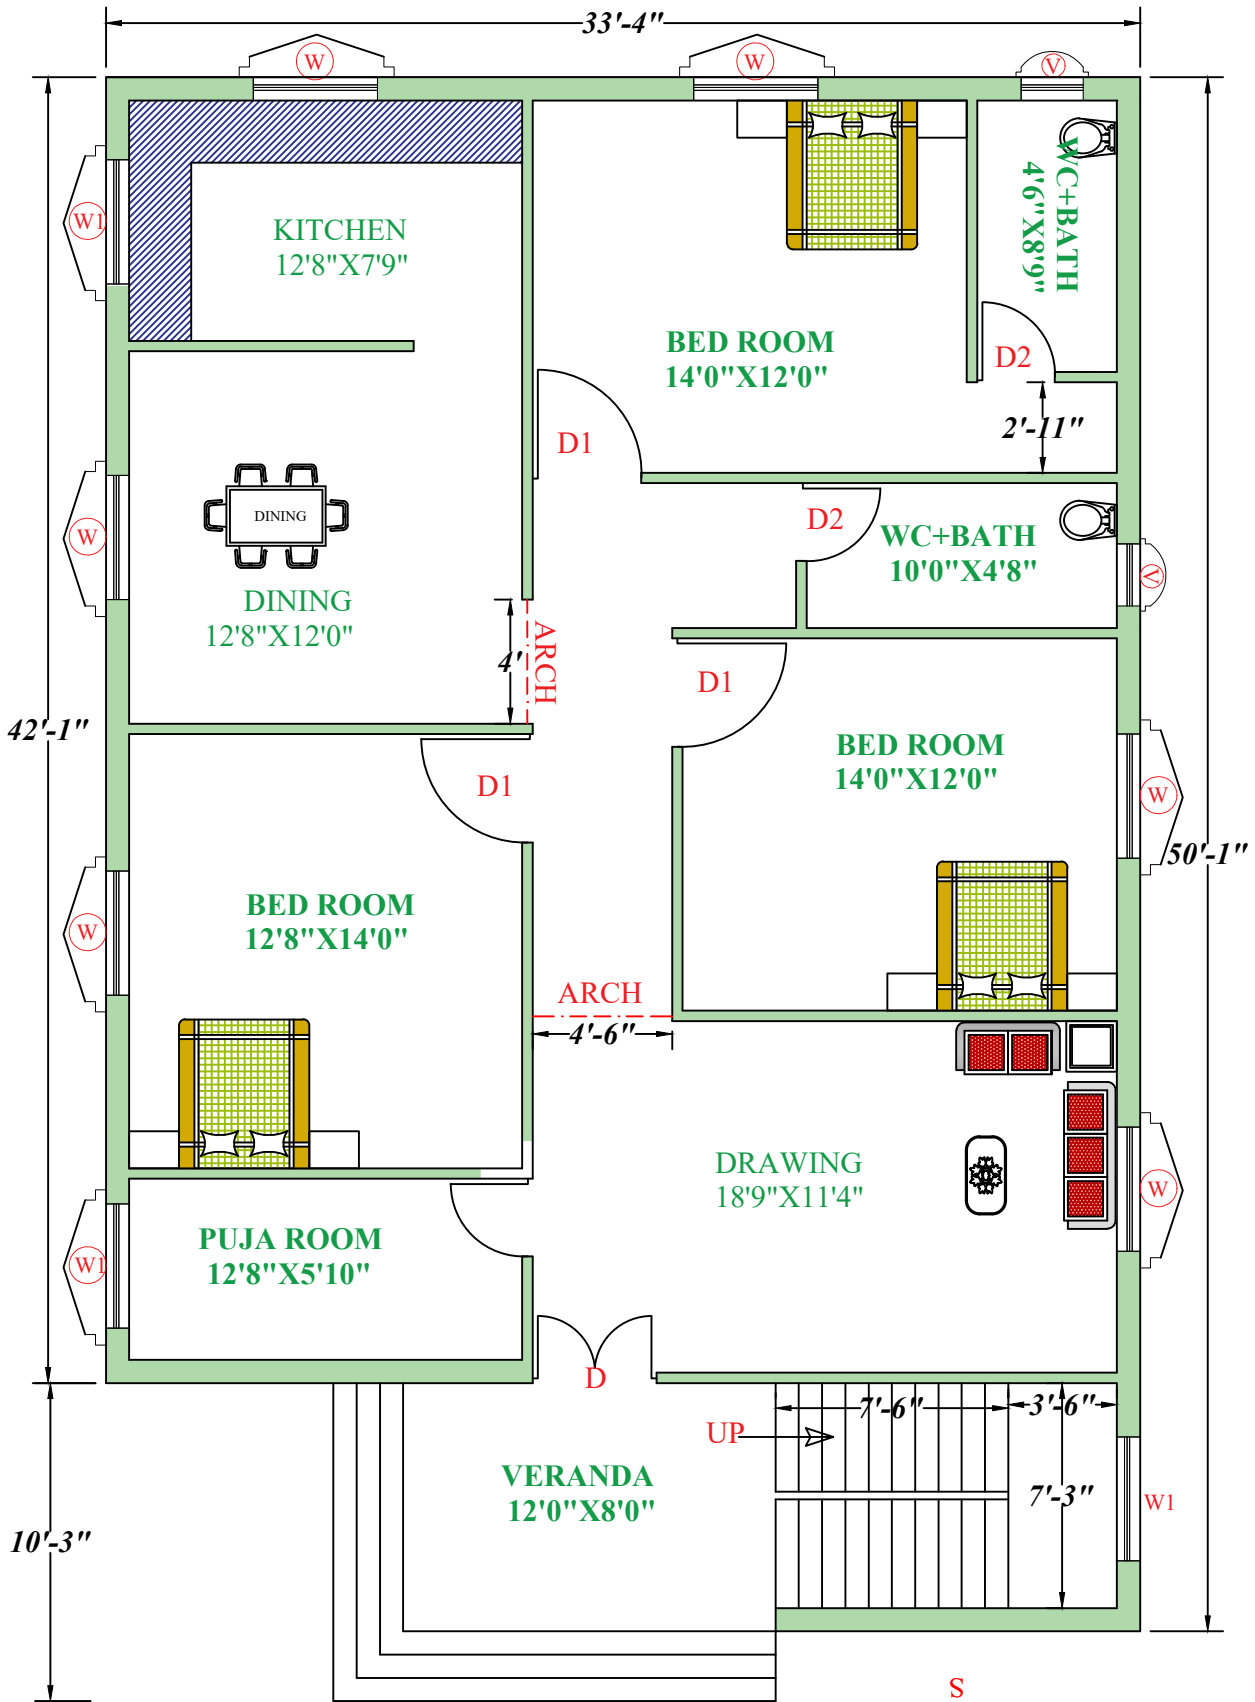 33'-4"
W
W
V
W1
KITCHEN
12'8"X7'9"
WC+BATH
4'6"X8'9"
BED ROOM
14'0"X12'0"
D2
2'-11"
D1
DINING
D2
WC+BATH
10'0"X4'8"
W
V
DINING
12'8"X12'0"
4'
ARCH
D1
42'-1"
BED ROOM
14'0"X12'0"
D1
W
50'-1"
BED ROOM
12'8"X14'0"
W
ARCH
4'-6"
DRAWING
18'9"X11'4"
W
PUJA ROOM
12'8"X5'10"
W1
D
7'-6"
3'-6"
UP
VERANDA
12'0"X8'0"
7'-3"
W1
10'-3"
S